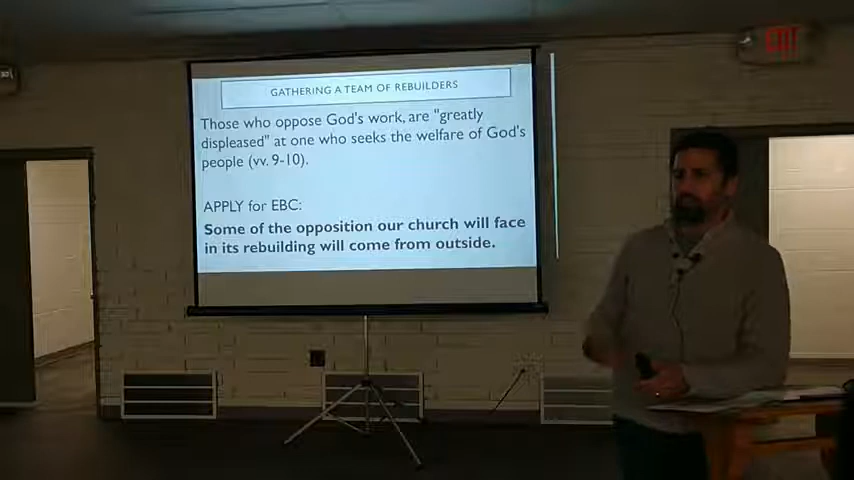 EXIT
GATHERING A TEAM OF REBUILDERS
Those who oppose God's work, are "greatly
displeased" at one who seeks the welfare of God's
people (vv. 9-10).
APPLY for EBC:
Some of the opposition our church will face
in its rebuilding will come from outside.